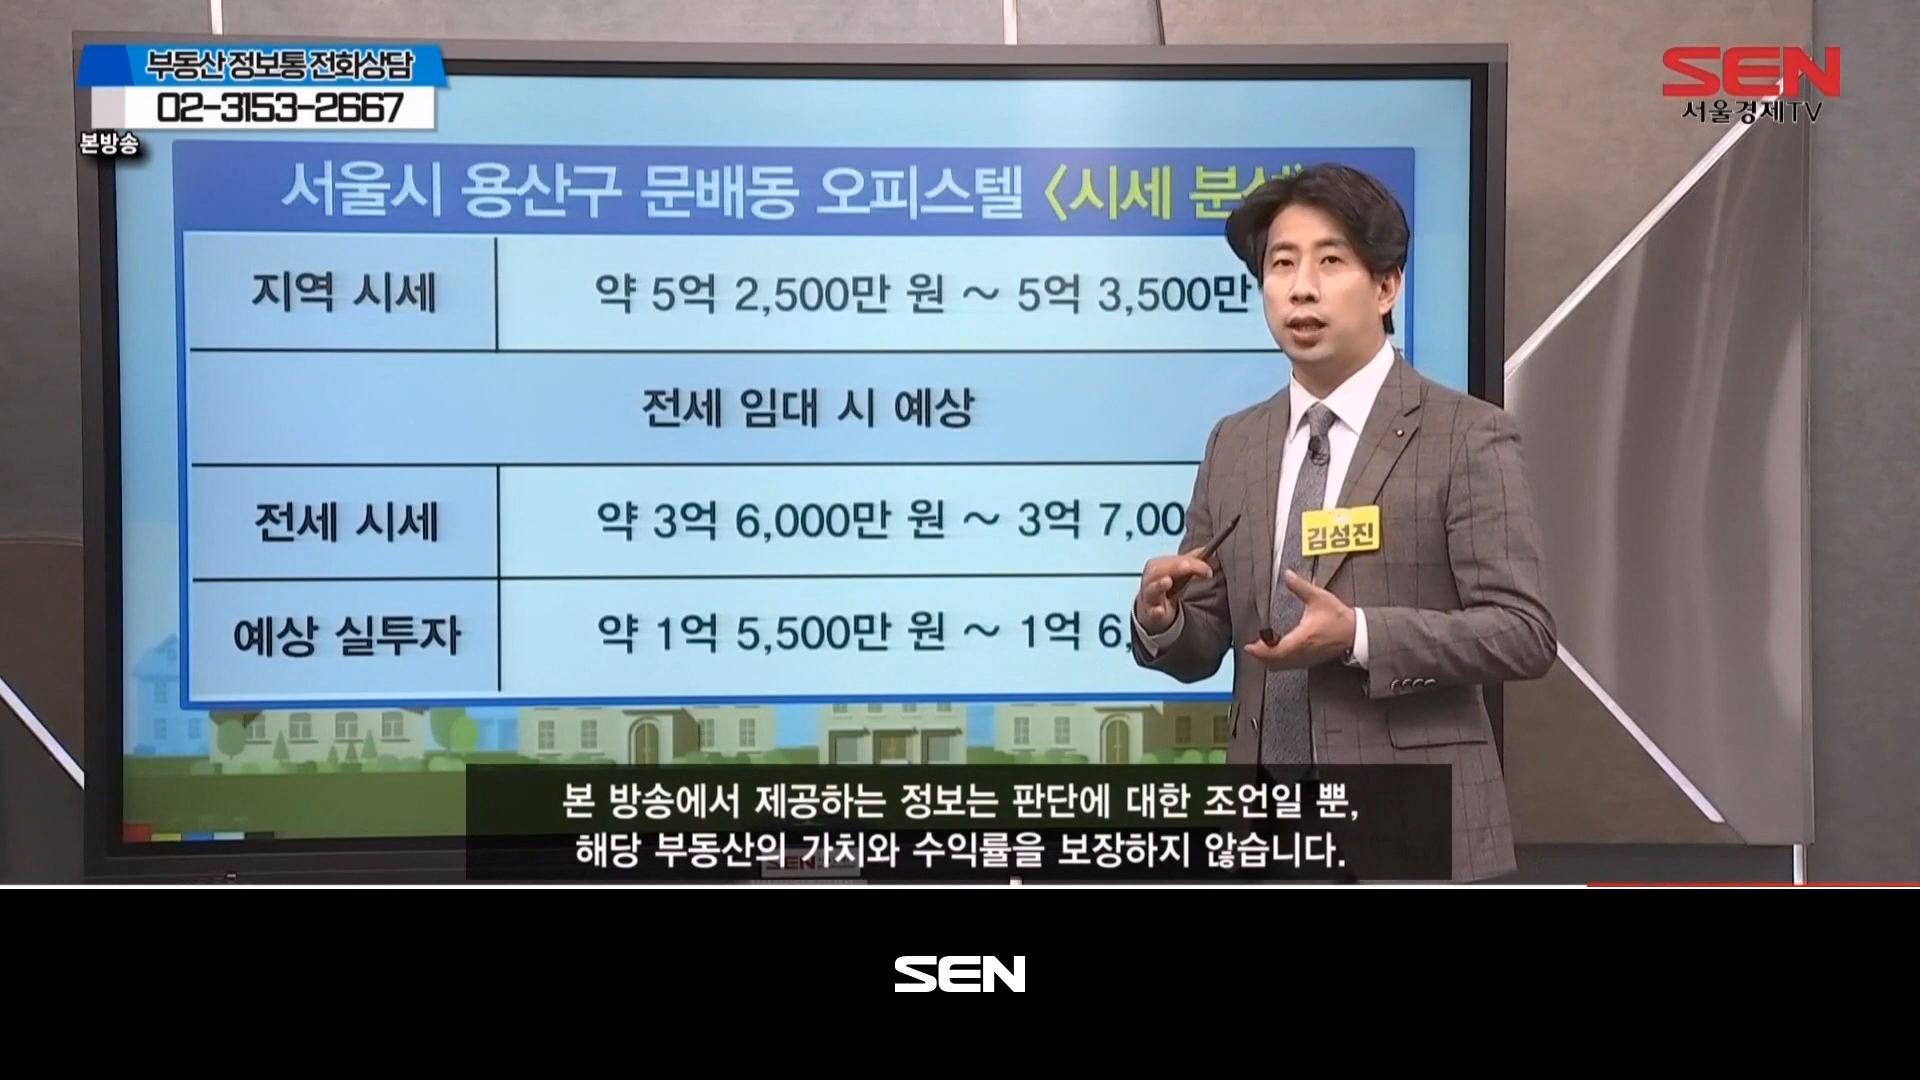 부동산 정보통 전화상담
02-3153-2667
본방송
SEN
서울경제TV
서울시 용산구 문배동 오피스텔 <시세
지역 시세
약 5억 2,500만 원 ~ 5억 3,500만
전세 임대 시 예상
전세 시세
약 3억 6,000만 원 ~ 3억 7,00
예상 실투자
약 1억 5,500만 원 ~ 1억 6,
김성진
본 방송에서 제공하는 정보는 판단에 대한 조언일 뿐,
해당 부동산의 가치와 수익률을 보장하지 않습니다.
SEN